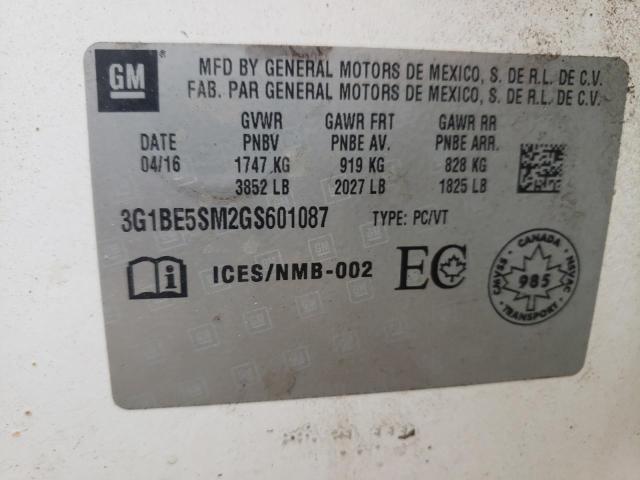 GM
MFD BY GENERAL MOTORS DE MEXICO, S. DE R.L. DE C.V.
FAB. PAR GENERAL MOTORS DE MEXICO, S. DE R.L. DE C.V.
GVWR GAWR FRT GAWR RR
DATE PNBV PNBE AV. PNBE ARR.
04/16 1747 KG 919 KG 828 KG
3852 LB 2027 LB 1825 LB
3G1BE5SM2GS601087 TYPE: PC/VT
i ICES/NMB-002 EC
CANADA
CMVSS NSVAC
985
TRANSPORT